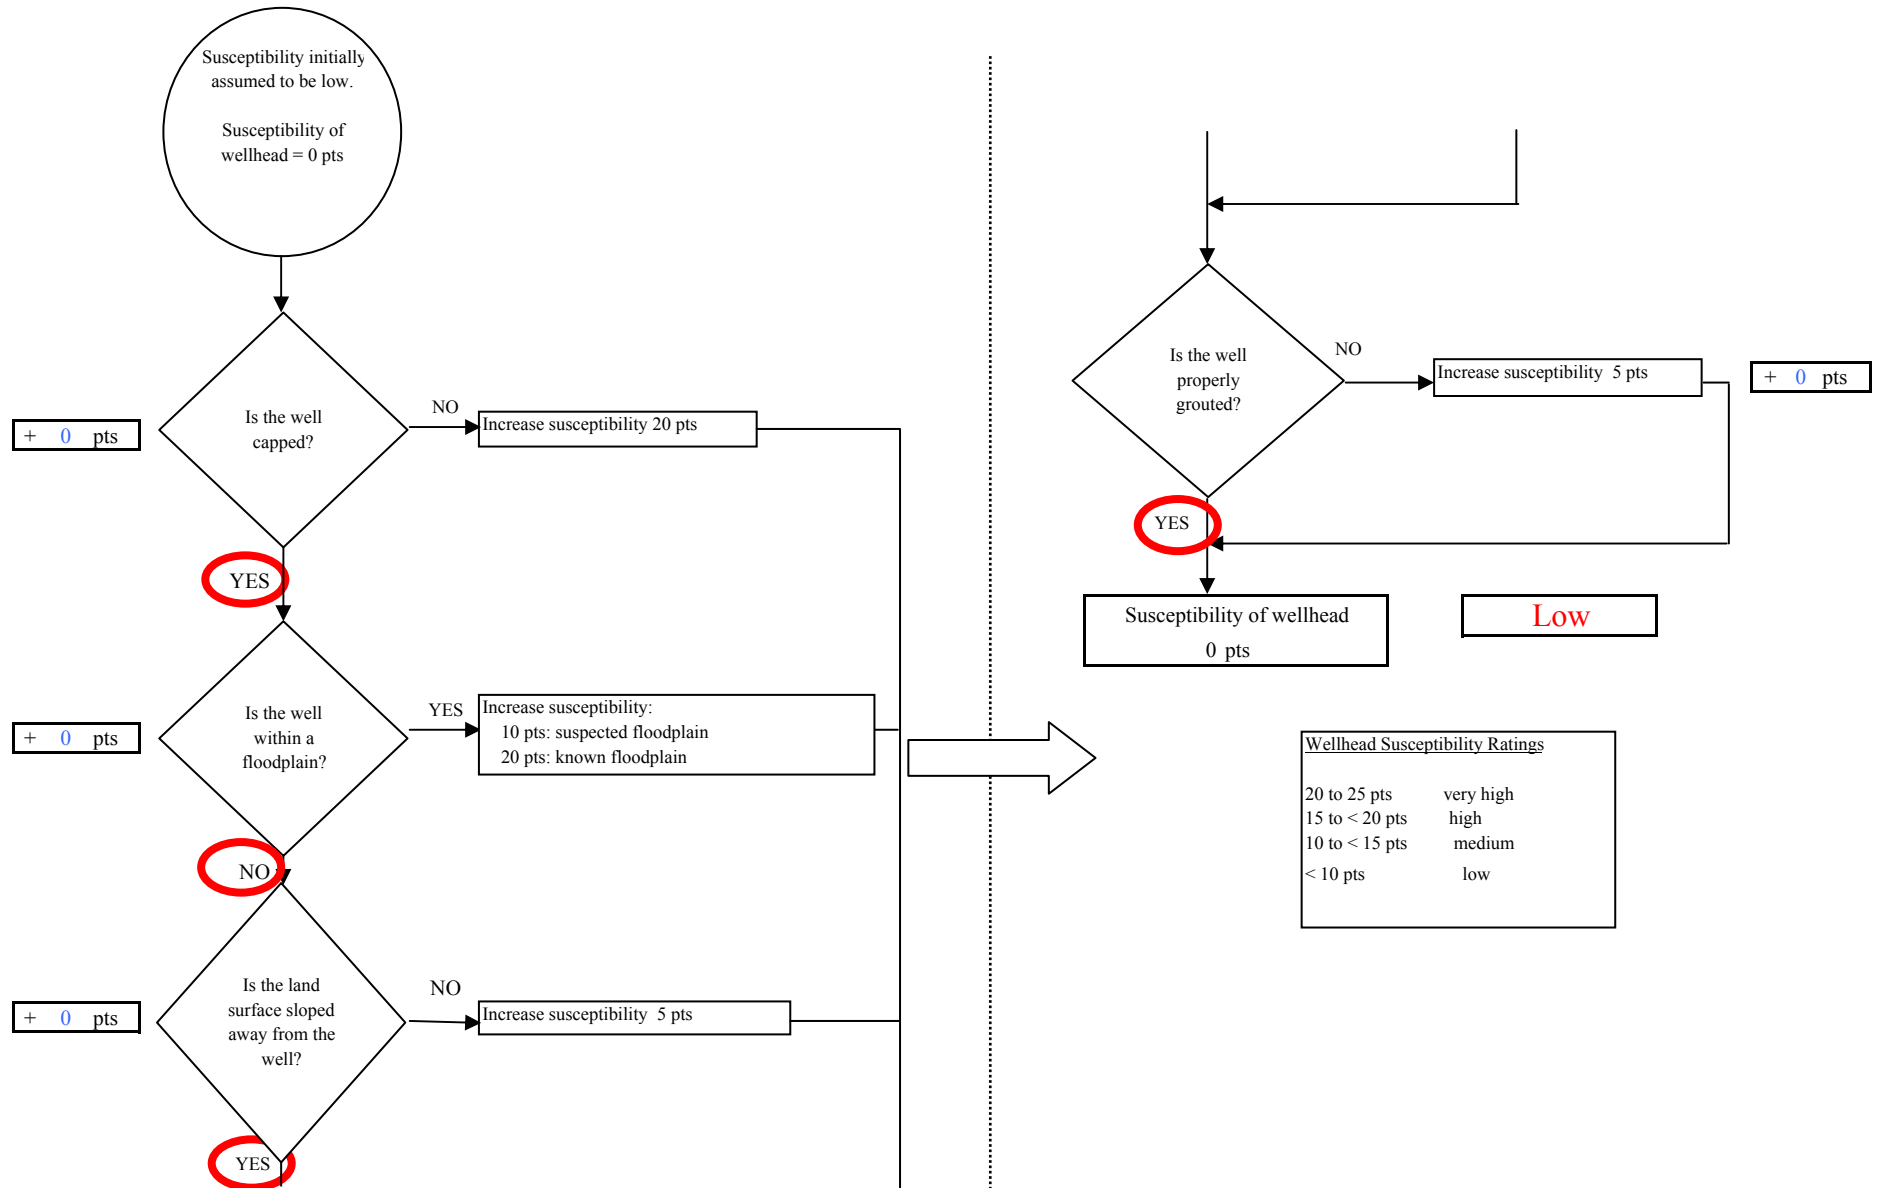 Susceptibility initially
assumed to be low.
Susceptibility of
wellhead = 0 pts
Is the well
capped?
NO
Increase susceptibility 20 pts
+ 0 pts
YES
Is the well
within a
floodplain?
YES
Increase susceptibility:
10 pts: suspected floodplain
20 pts: known floodplain
+ 0 pts
NO
Is the land
surface sloped
away from the
well?
NO
Increase susceptibility 5 pts
+ 0 pts
YES
Is the well
properly
grouted?
NO
Increase susceptibility 5 pts
+ 0 pts
YES
Susceptibility of wellhead
0 pts
Low
Wellhead Susceptibility Ratings
20 to 25 pts very high
15 to < 20 pts high
10 to < 15 pts medium
< 10 pts low